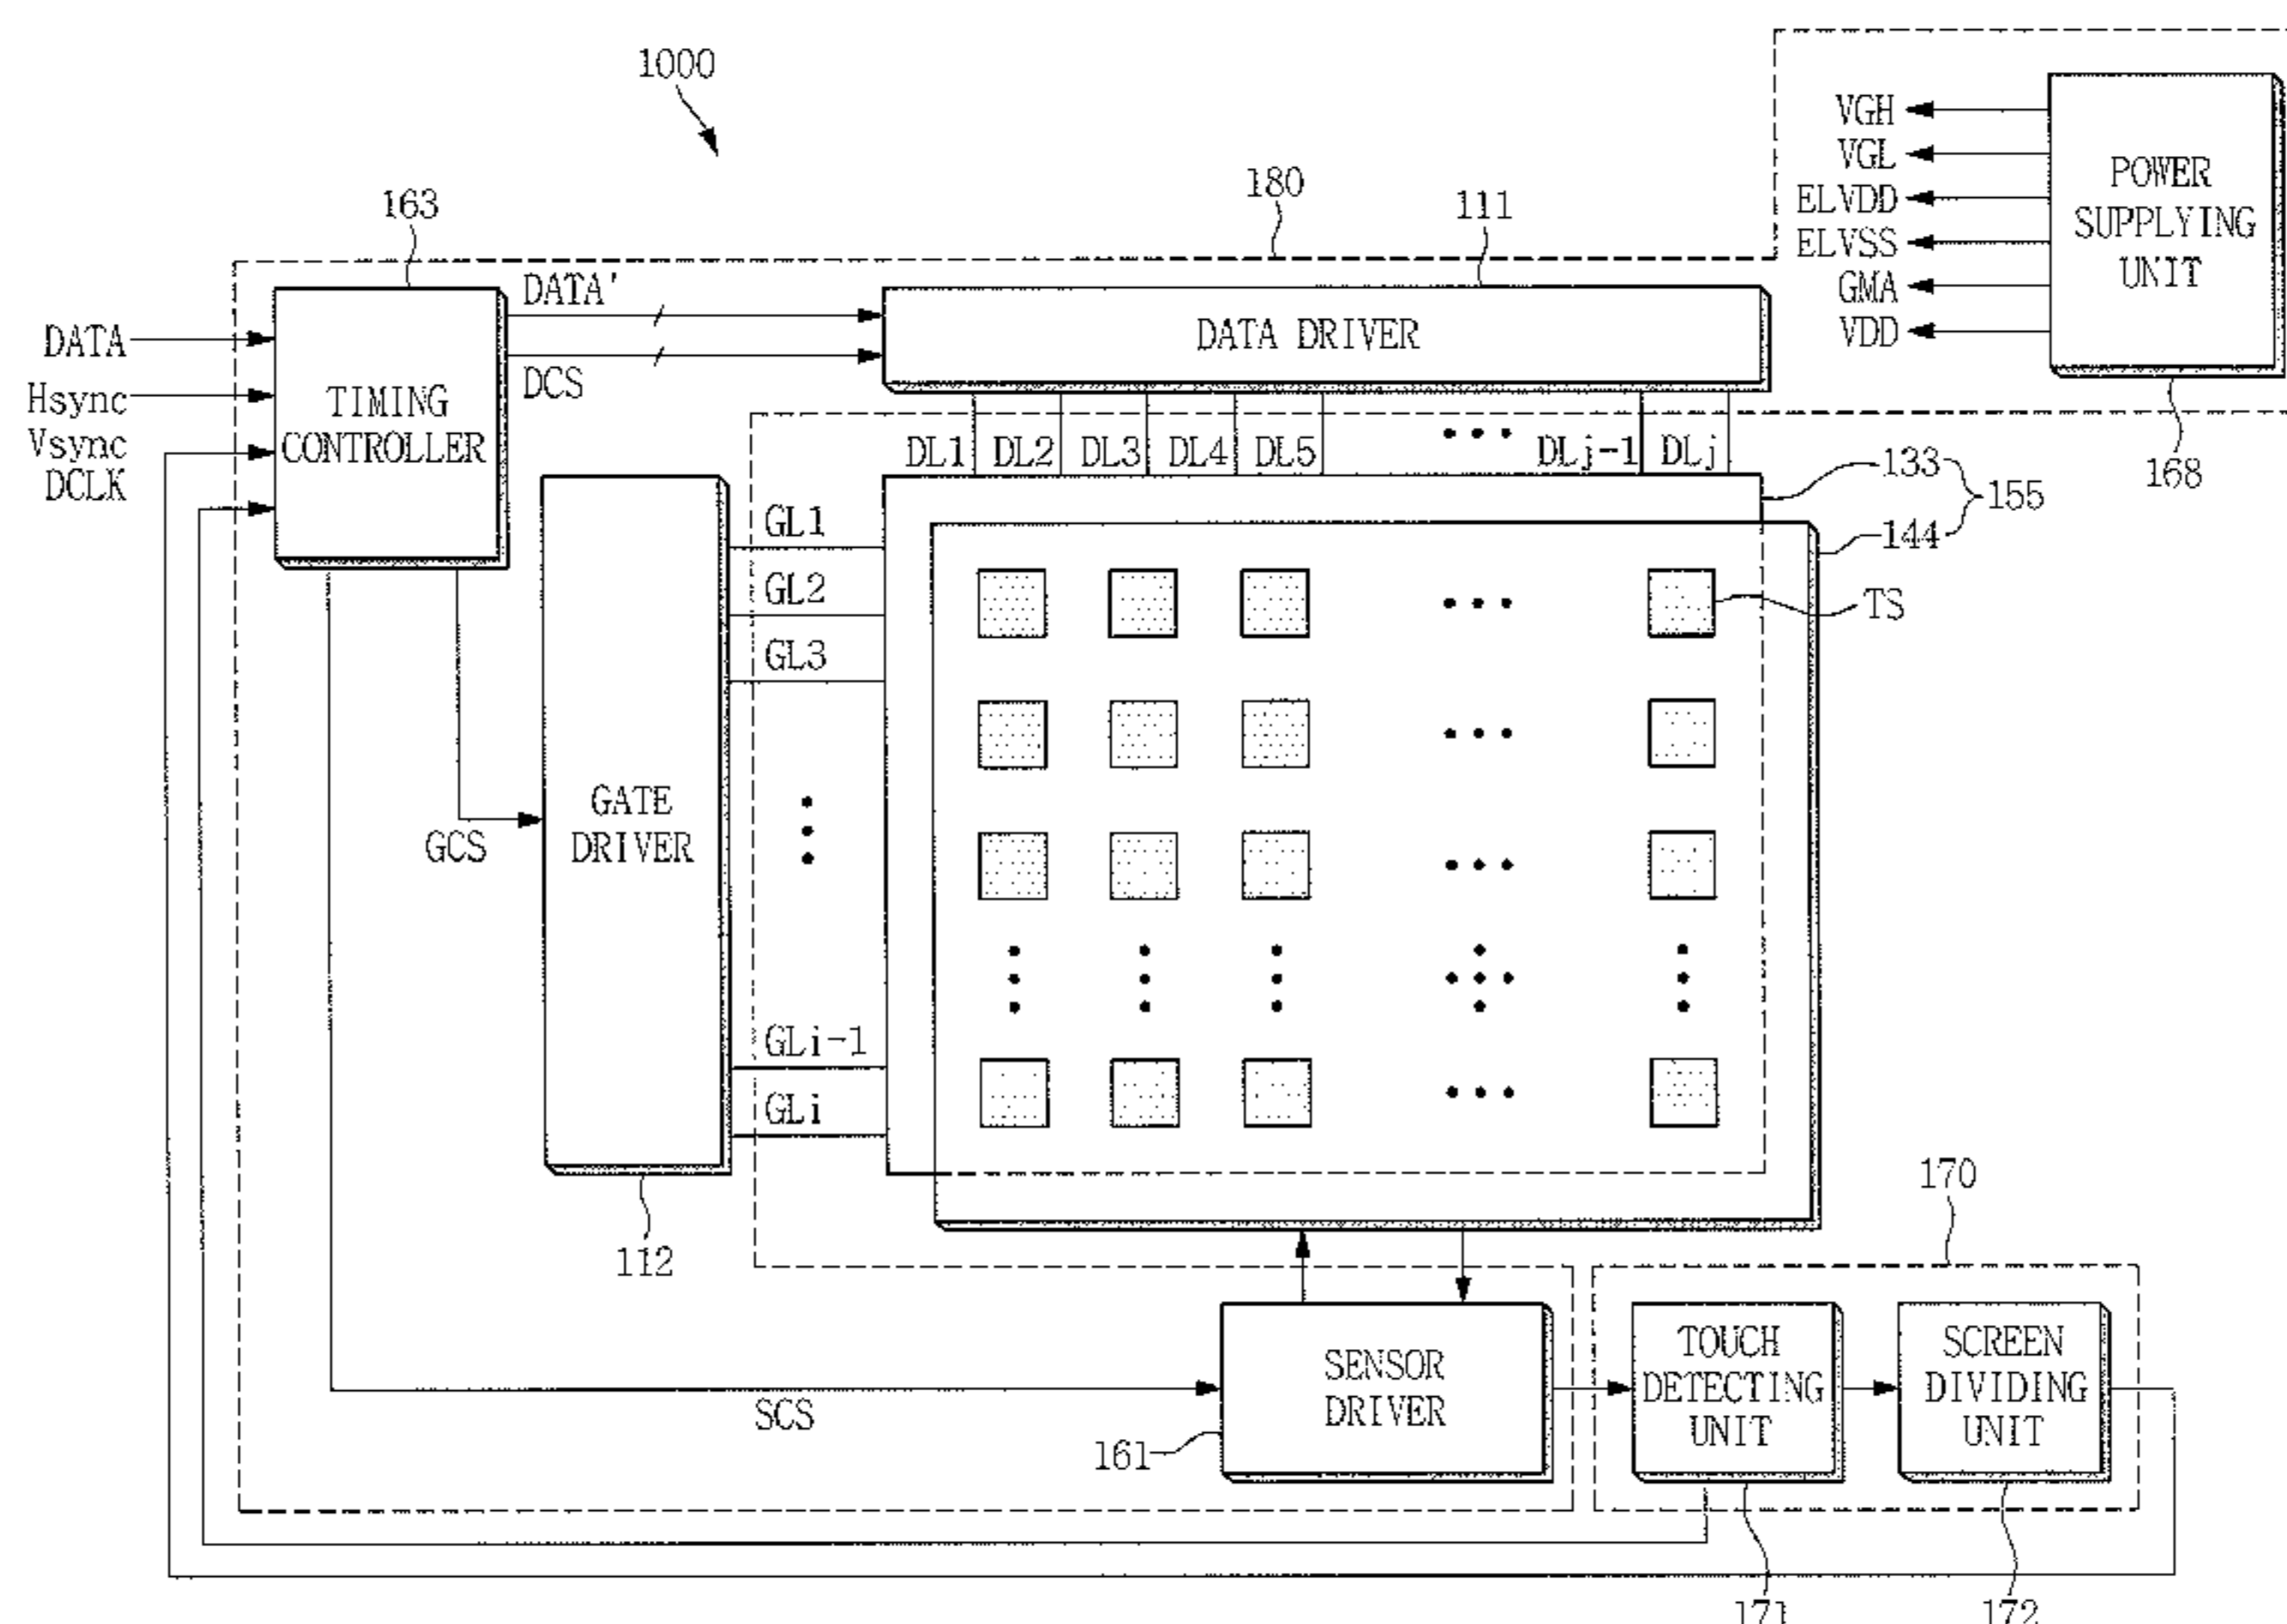 1000
VGH
VGL
ELVDD
ELVSS
GMA
VDD
POWER
SUPPLYING
UNIT
168
180
163
111
DATA
Hsync
Vsync
DCLK
TIMING
CONTROLLER
DATA'
DCS
DATA DRIVER
DL1 DL2 DL3 DL4 DL5 ••• DLj-1 DLj
133
144
155
TS
GL1
GL2
GL3
GLi-1
GLi
GCS
GATE
DRIVER
112
SCS
SENSOR
DRIVER
161
170
TOUCH
DETECTING
UNIT
SCREEN
DIVIDING
UNIT
171
172